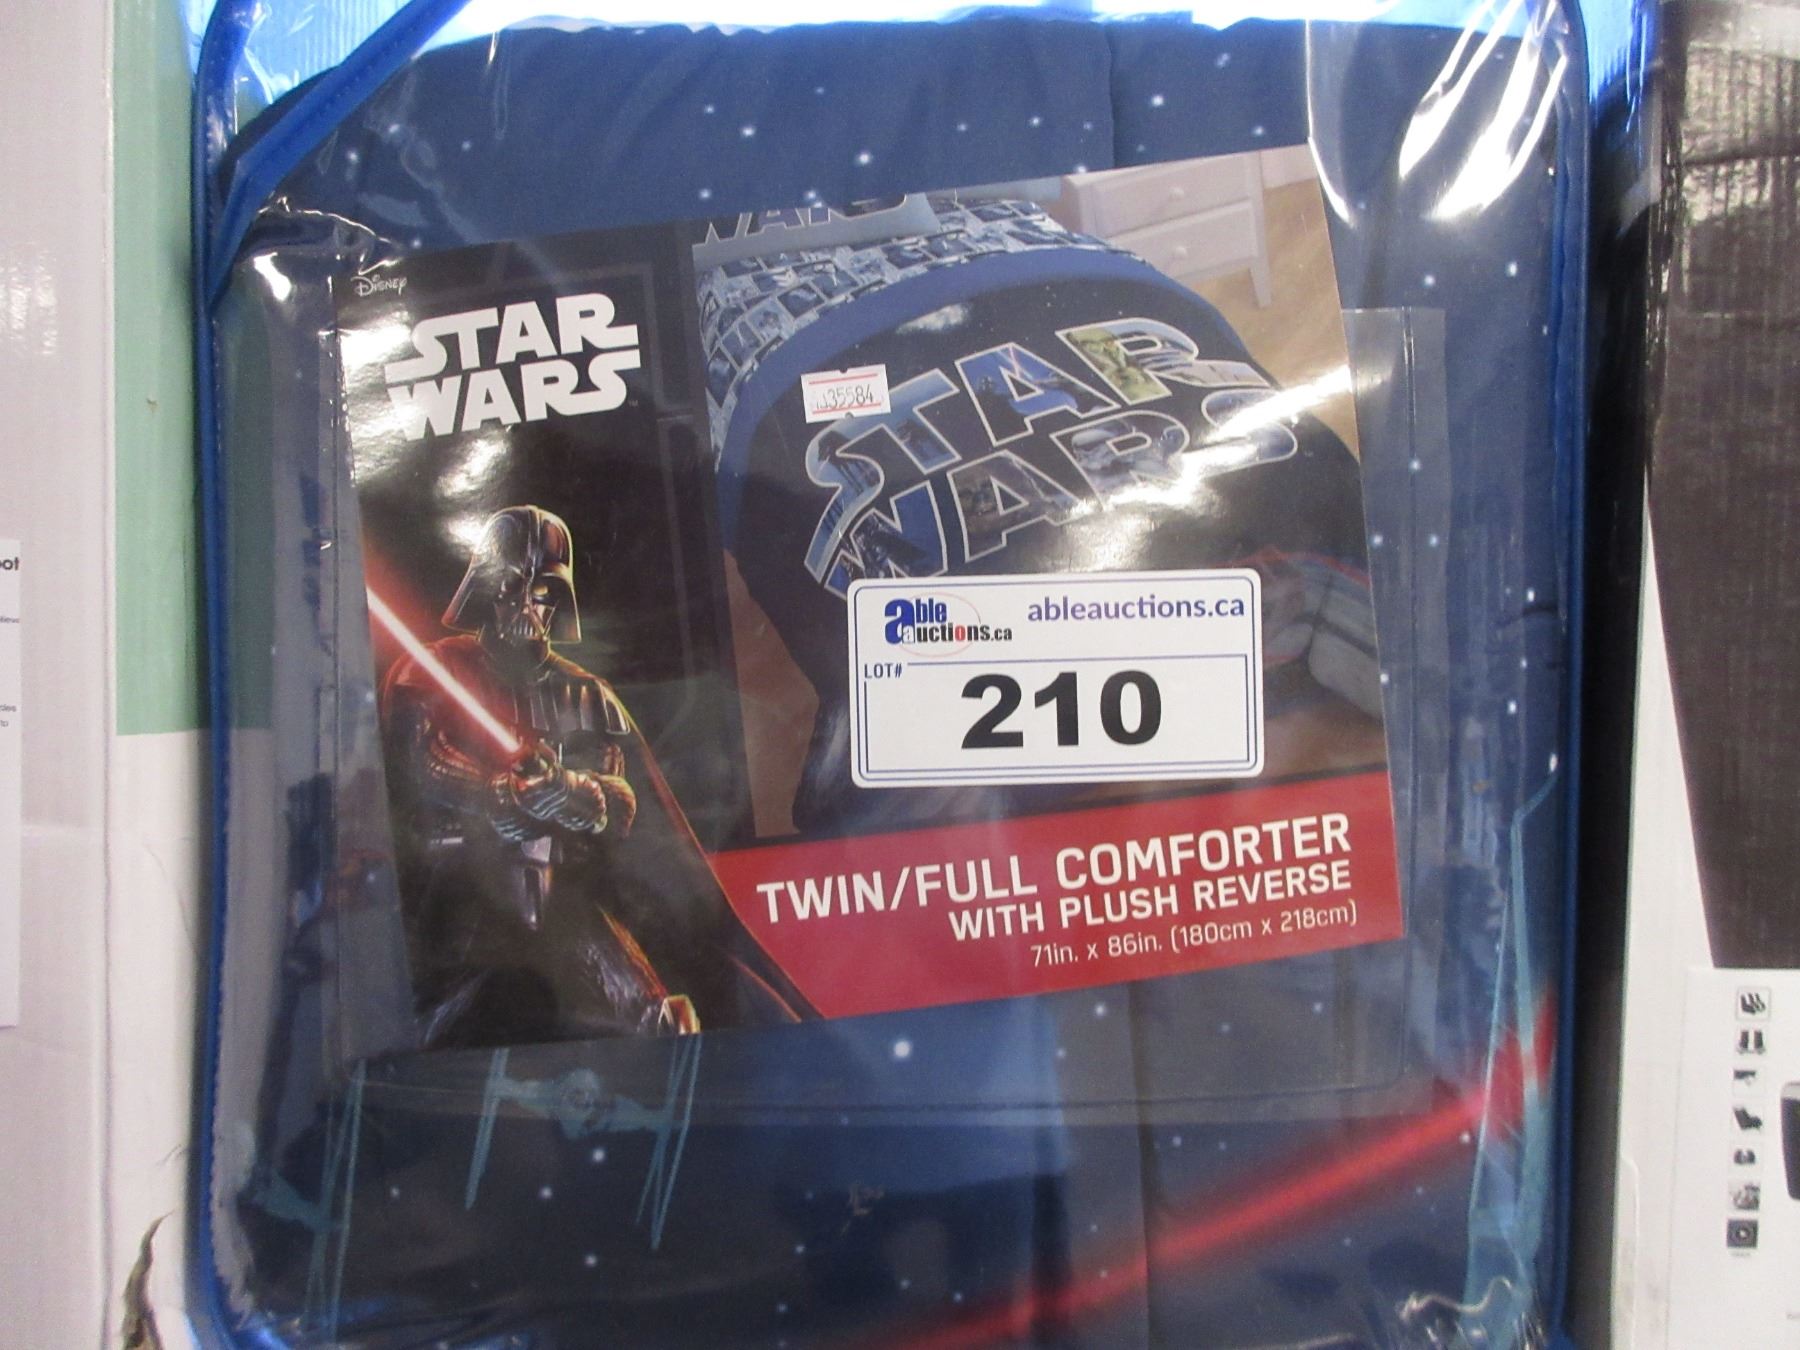 Disney
STAR
WARS
STAR
WARS
able
auctions.ca
ableauctions.ca
LOT#
210
TWIN/FULL COMFORTER
WITH PLUSH REVERSE
71in. x 86in. (180cm x 218cm)